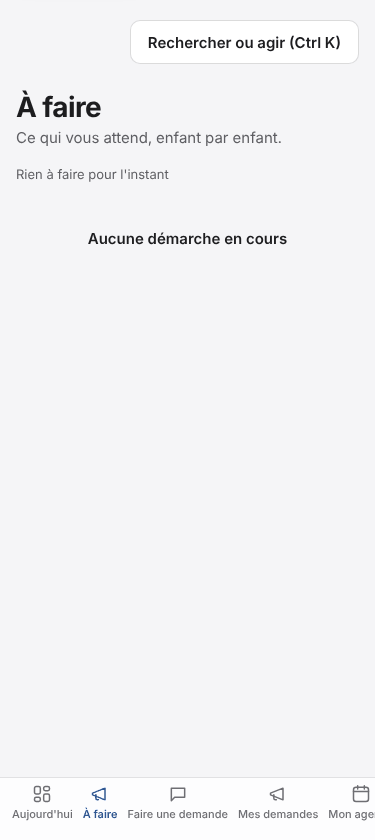 Rechercher ou agir (Ctrl K)
À faire
Ce qui vous attend, enfant par enfant.
Rien à faire pour l'instant
Aucune démarche en cours
Aujourd'hui
À faire
Faire une demande
Mes demandes
Mon age